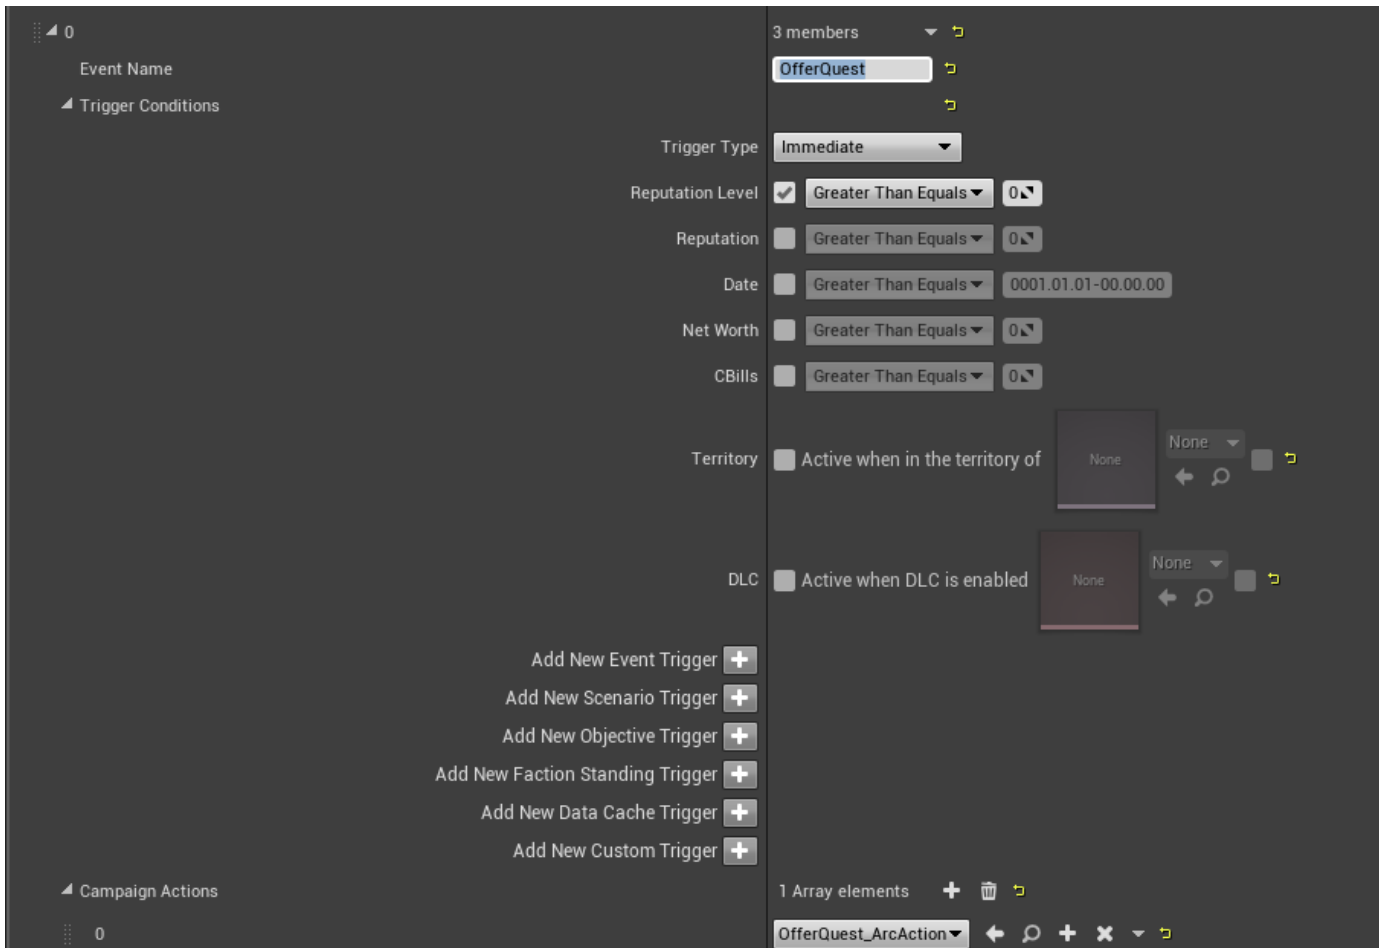 0 3 members
Event Name OfferQuest
Trigger Conditions
Trigger Type Immediate
Reputation Level Greater Than Equals 0
Reputation Greater Than Equals 0
Date Greater Than Equals 0001.01.01-00.00.00
Net Worth Greater Than Equals 0
CBills Greater Than Equals 0
Territory Active when in the territory of None None
DLC Active when DLC is enabled None None
Add New Event Trigger
Add New Scenario Trigger
Add New Objective Trigger
Add New Faction Standing Trigger
Add New Data Cache Trigger
Add New Custom Trigger
Campaign Actions 1 Array elements
0 OfferQuest_ArcAction